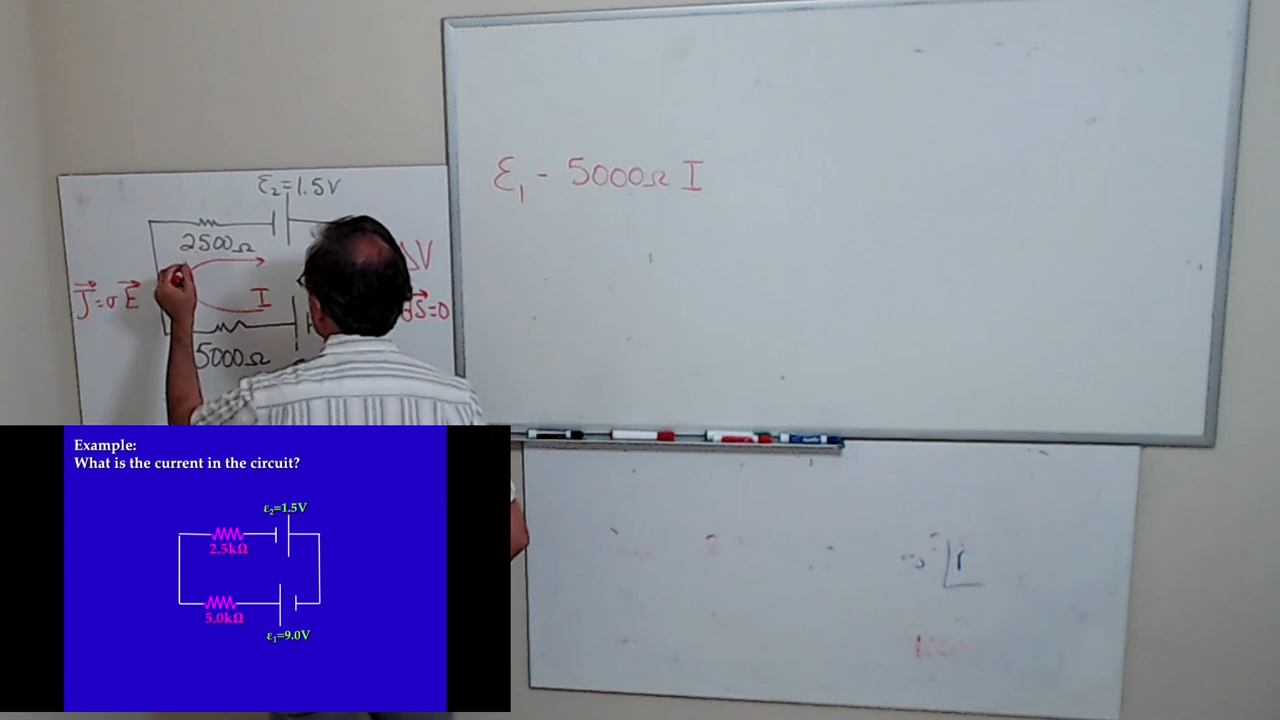 ε₂=1.5V
2500Ω
ΔV
J⃗=σE⃗
I
dS⃗=0
5000Ω
ε₁ - 5000Ω I
Example:
What is the current in the circuit?
ε₂=1.5V
2.5kΩ
5.0kΩ
ε₁=9.0V